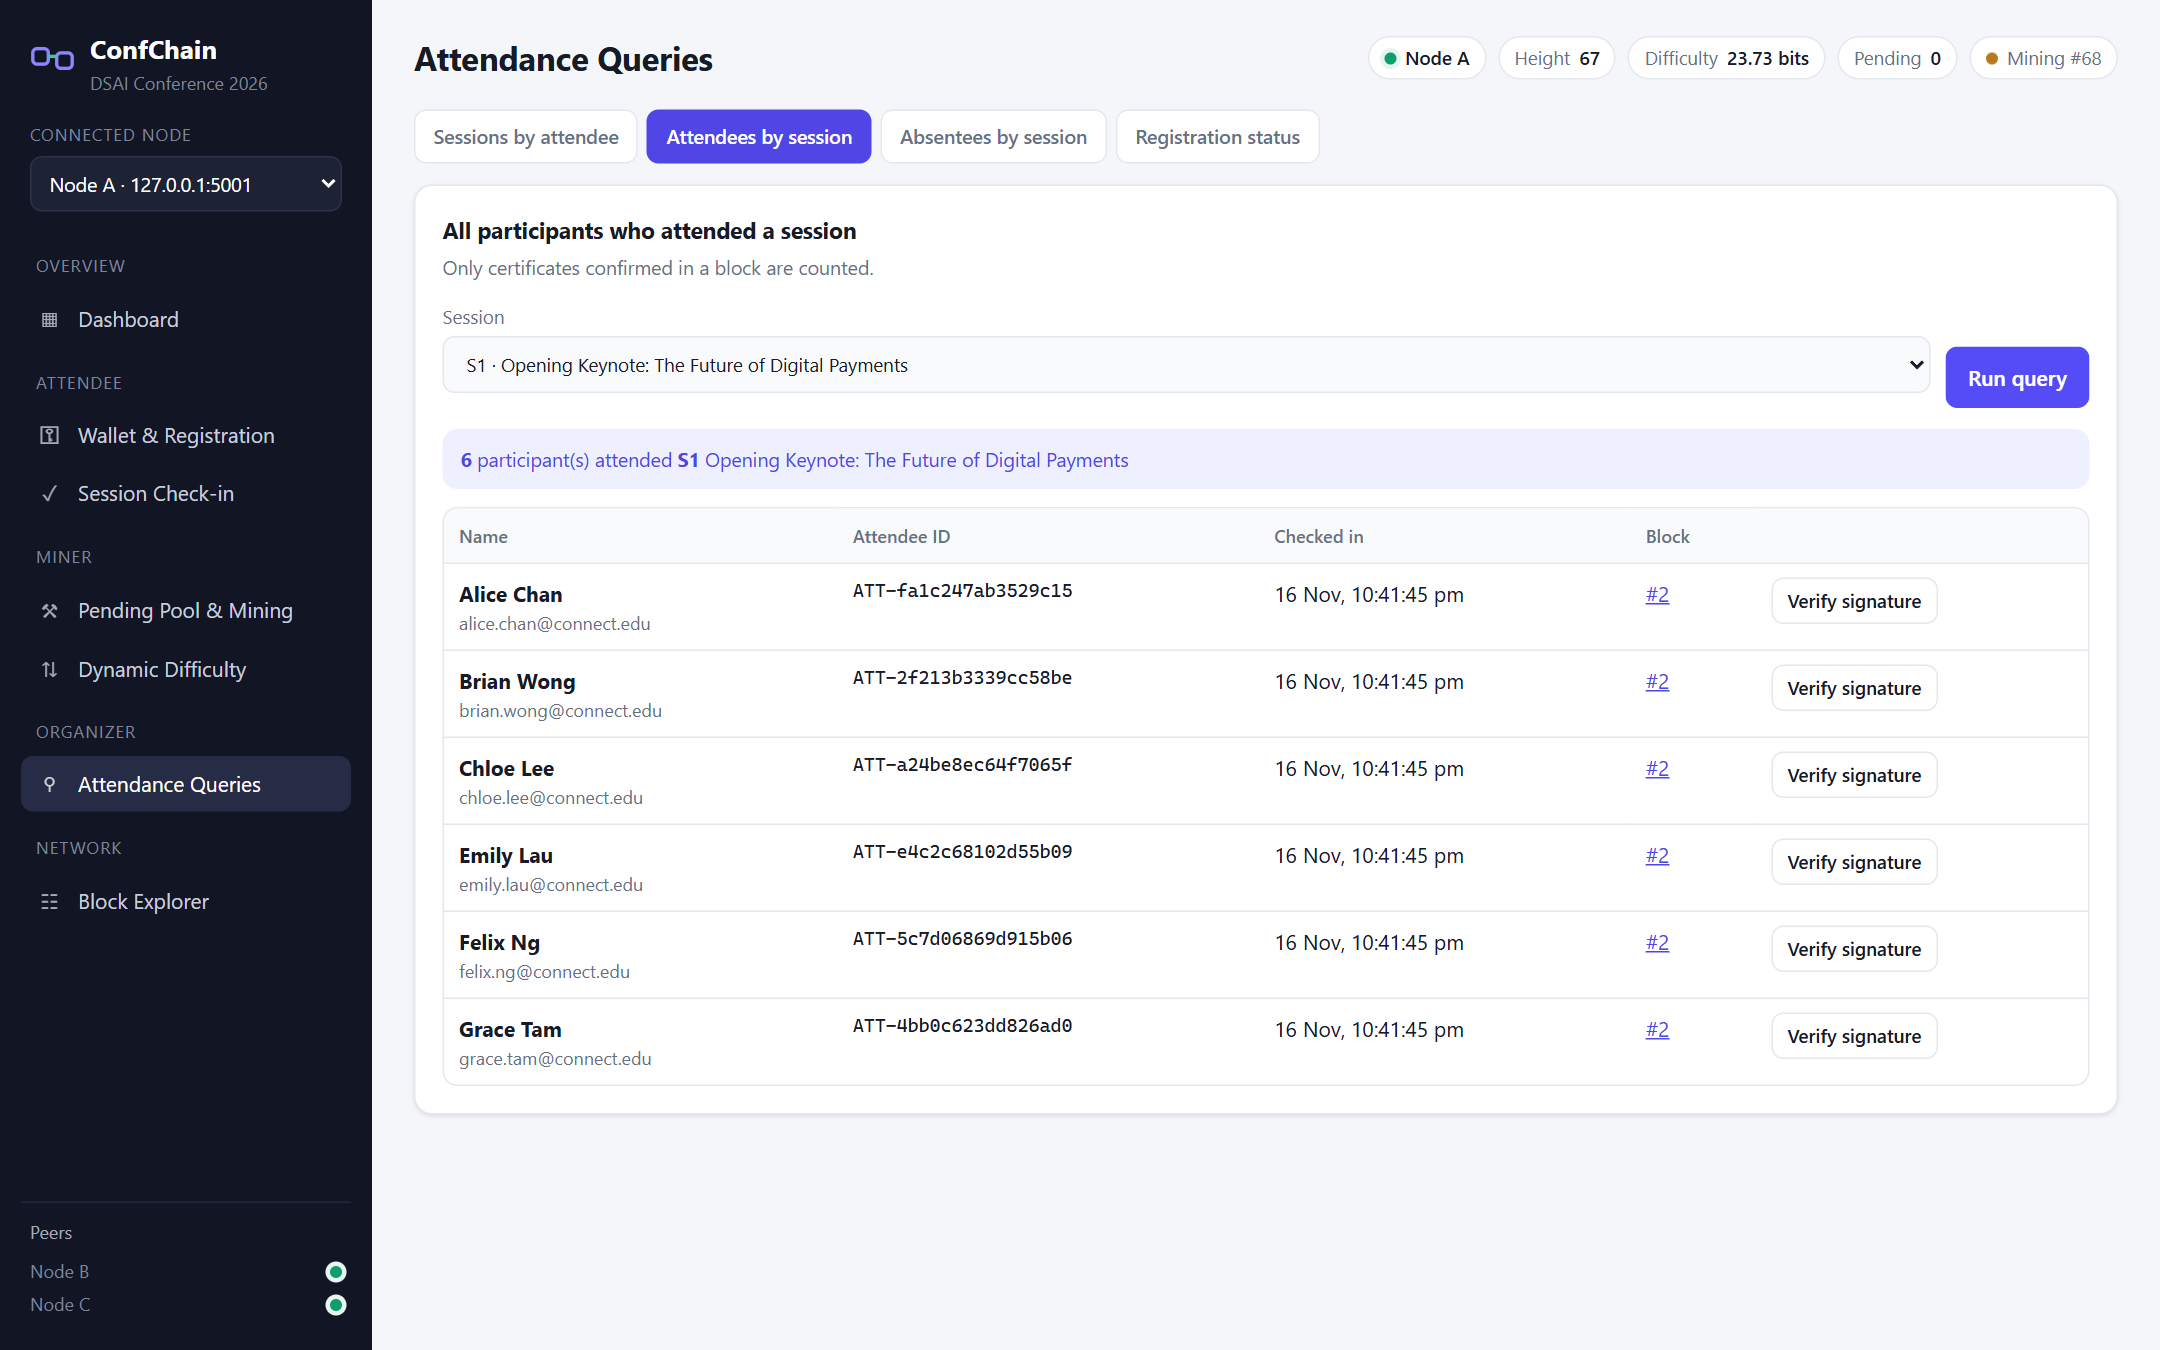 ConfChain
DSAI Conference 2026
CONNECTED NODE
Node A · 127.0.0.1:5001
OVERVIEW
Dashboard
ATTENDEE
Wallet & Registration
Session Check-in
MINER
Pending Pool & Mining
Dynamic Difficulty
ORGANIZER
Attendance Queries
NETWORK
Block Explorer
Peers
Node B
Node C
Attendance Queries
Node A
Height 67
Difficulty 23.73 bits
Pending 0
Mining #68
Sessions by attendee
Attendees by session
Absentees by session
Registration status
All participants who attended a session
Only certificates confirmed in a block are counted.
Session
S1 · Opening Keynote: The Future of Digital Payments
Run query
6 participant(s) attended S1 Opening Keynote: The Future of Digital Payments
Name Attendee ID Checked in Block
Alice Chan ATT-fa1c247ab3529c15 16 Nov, 10:41:45 pm #2 Verify signature
alice.chan@connect.edu
Brian Wong ATT-2f213b3339cc58be 16 Nov, 10:41:45 pm #2 Verify signature
brian.wong@connect.edu
Chloe Lee ATT-a24be8ec64f7065f 16 Nov, 10:41:45 pm #2 Verify signature
chloe.lee@connect.edu
Emily Lau ATT-e4c2c68102d55b09 16 Nov, 10:41:45 pm #2 Verify signature
emily.lau@connect.edu
Felix Ng ATT-5c7d06869d915b06 16 Nov, 10:41:45 pm #2 Verify signature
felix.ng@connect.edu
Grace Tam ATT-4bb0c623dd826ad0 16 Nov, 10:41:45 pm #2 Verify signature
grace.tam@connect.edu